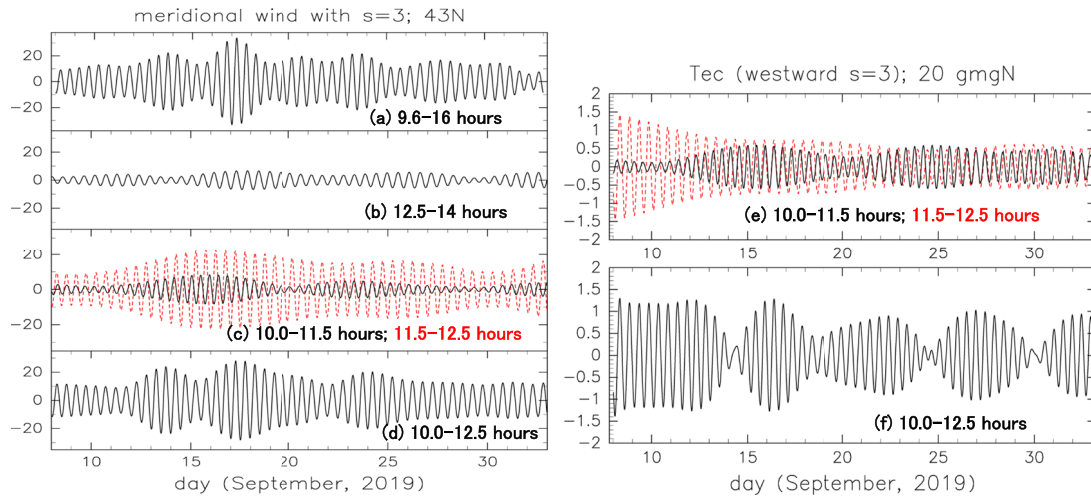 meridional wind with s=3; 43N
20
0
−20
(a) 9.6−16 hours
20
0
−20
(b) 12.5−14 hours
20
0
20
(c) 10.0−11.5 hours; 11.5−12.5 hours
20
0
−20
(d) 10.0−12.5 hours
10 15 20 25 30
day (September, 2019)
Tec (westward s=3); 20 gmgN
2
1.5
1
0.5
0
−0.5
−1
−1.5
−2
(e) 10.0−11.5 hours; 11.5−12.5 hours
2
1.5
1
0.5
0
−0.5
−1
−1.5
−2
(f) 10.0−12.5 hours
10 15 20 25 30
day (September, 2019)